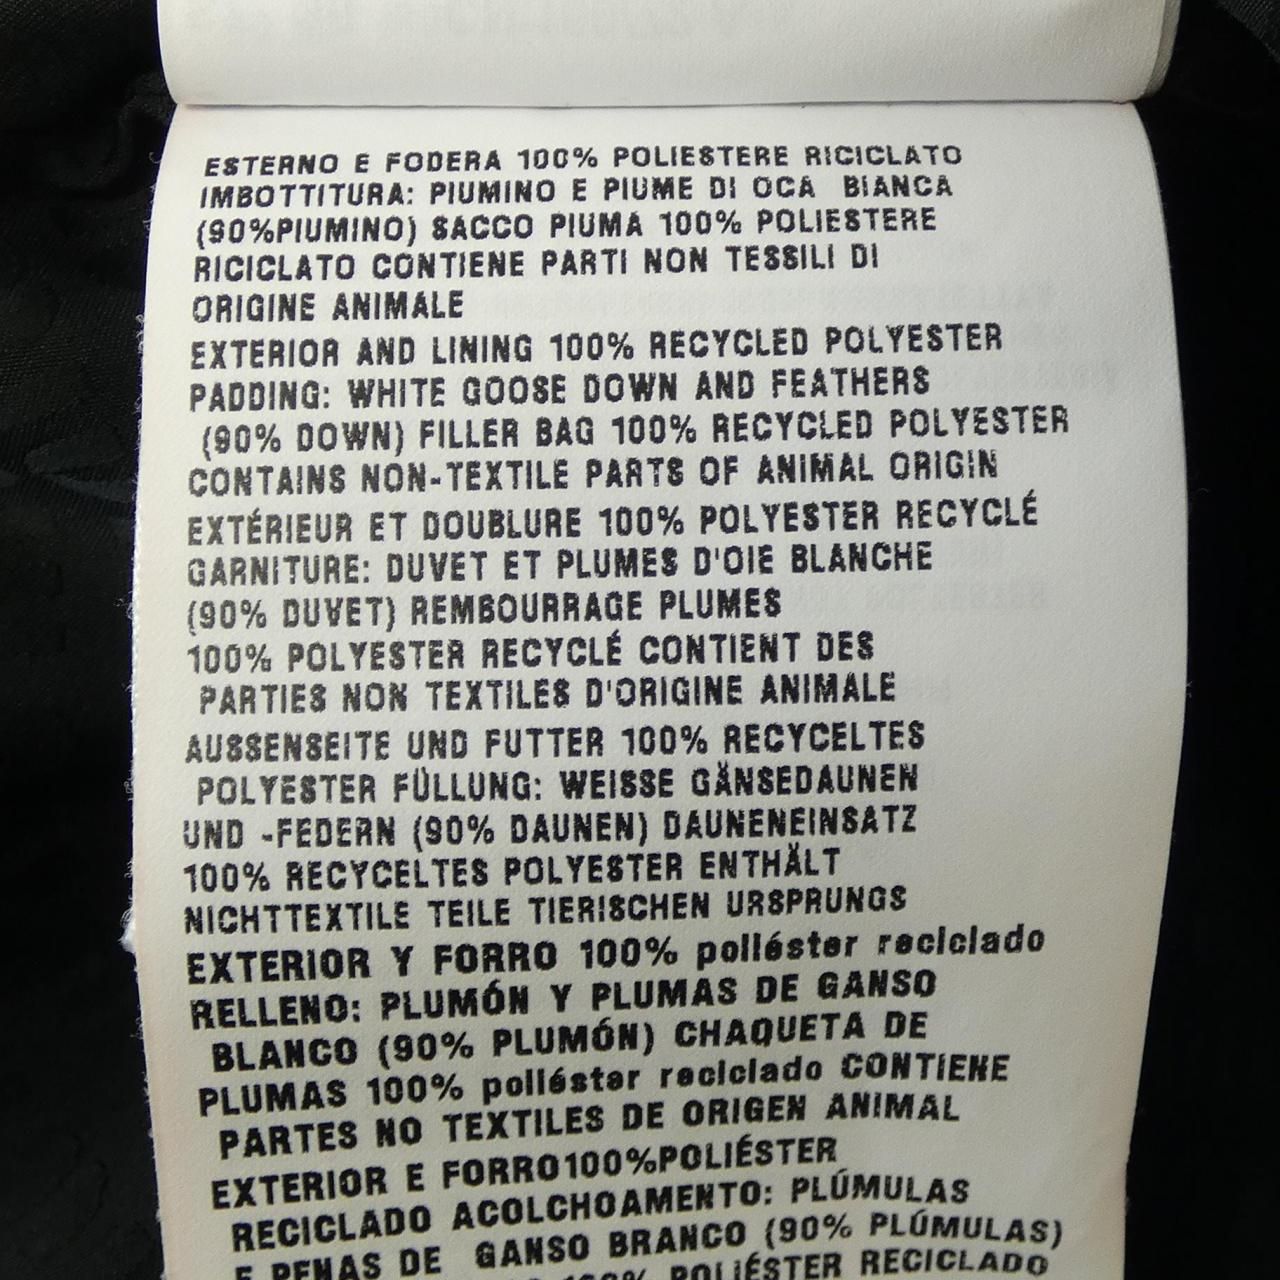 ESTERNO E FODERA 100% POLIESTERE RICICLATO
IMBOTTITURA: PIUMINO E PIUME DI OCA BIANCA
(90%PIUMINO) SACCO PIUMA 100% POLIESTERE
RICICLATO CONTIENE PARTI NON TESSILI DI
ORIGINE ANIMALE
EXTERIOR AND LINING 100% RECYCLED POLYESTER
PADDING: WHITE GOOSE DOWN AND FEATHERS
(90% DOWN) FILLER BAG 100% RECYCLED POLYESTER
CONTAINS NON-TEXTILE PARTS OF ANIMAL ORIGIN
EXTÉRIEUR ET DOUBLURE 100% POLYESTER RECYCLÉ
GARNITURE: DUVET ET PLUMES D'OIE BLANCHE
(90% DUVET) REMBOURRAGE PLUMES
100% POLYESTER RECYCLÉ CONTIENT DES
PARTIES NON TEXTILES D'ORIGINE ANIMALE
AUSSENSEITE UND FUTTER 100% RECYCELTES
POLYESTER FÜLLUNG: WEISSE GÄNSEDAUNEN
UND -FEDERN (90% DAUNEN) DAUNENEINSATZ
100% RECYCELTES POLYESTER ENTHÄLT
NICHTTEXTILE TEILE TIERISCHEN URSPRUNGS
EXTERIOR Y FORRO 100% poliéster reciclado
RELLENO: PLUMÓN Y PLUMAS DE GANSO
BLANCO (90% PLUMÓN) CHAQUETA DE
PLUMAS 100% poliéster reciclado CONTIENE
PARTES NO TEXTILES DE ORIGEN ANIMAL
EXTERIOR E FORRO100%POLIÉSTER
RECICLADO ACOLCHOAMENTO: PLÚMULAS
E PENAS DE GANSO BRANCO (90% PLÚMULAS)
100% POLIÉSTER RECICLADO